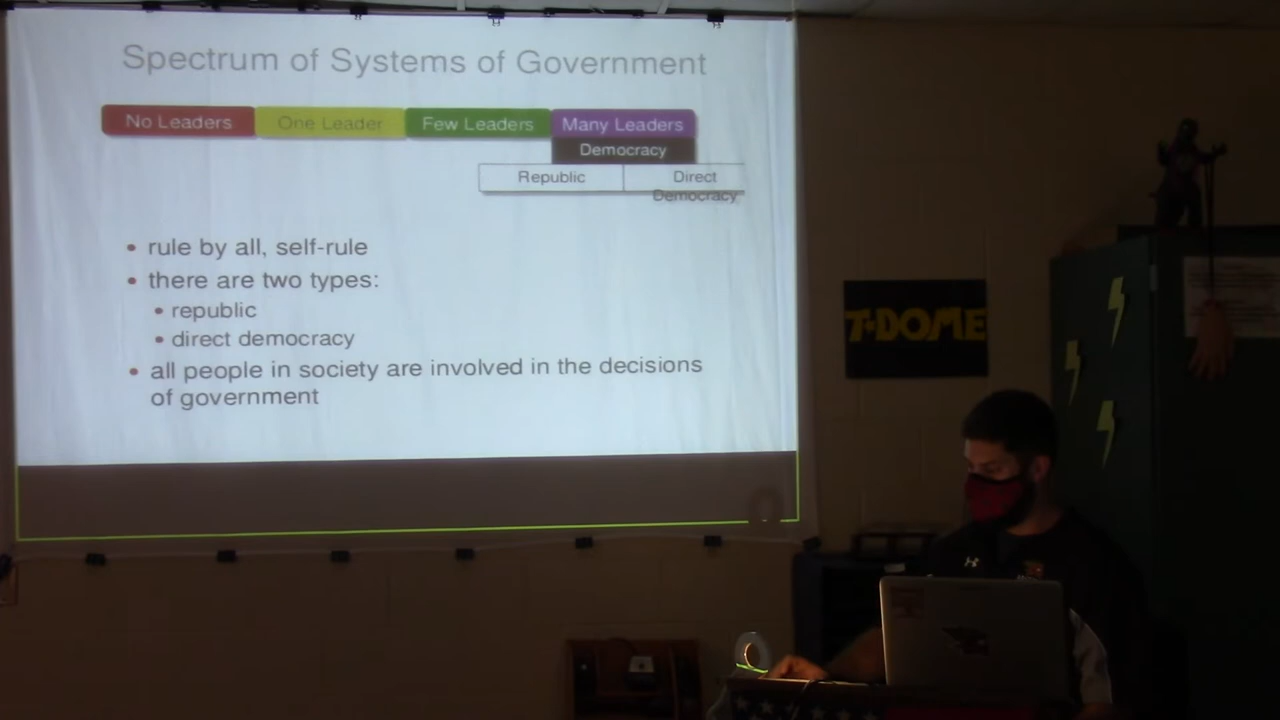 Spectrum of Systems of Government
No Leaders
One Leader
Few Leaders
Many Leaders
Democracy
Republic
Direct
Democracy
• rule by all, self-rule
• there are two types:
• republic
• direct democracy
• all people in society are involved in the decisions
of government
T-DOME